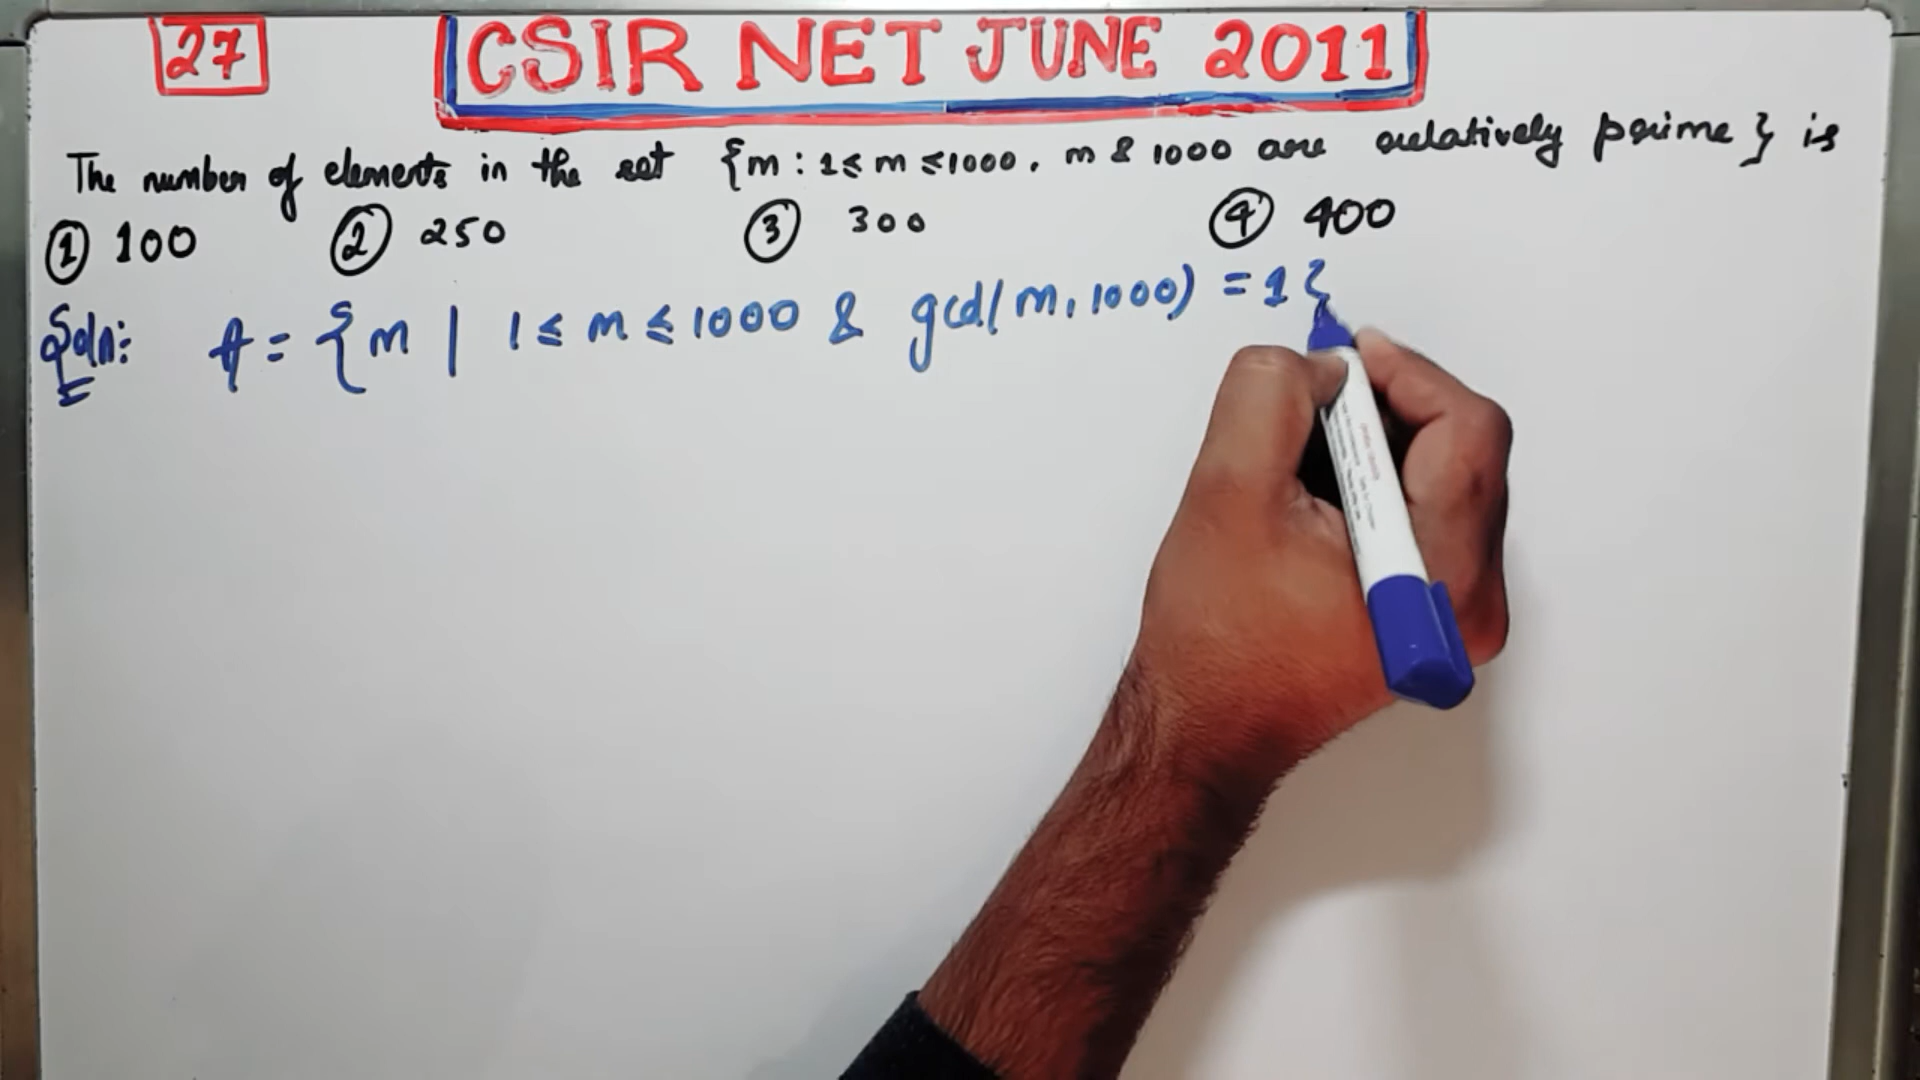 27 CSIR NET JUNE 2011
The number of elements in the set {m : 1 ≤ m ≤ 1000, m & 1000 are relatively prime} is
① 100 ② 250 ③ 300 ④ 400
Soln: A = {m | 1 ≤ m ≤ 1000 & gcd(m, 1000) = 1}